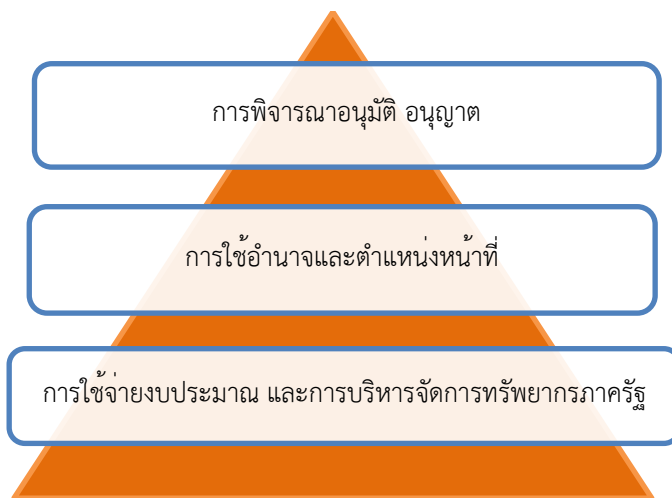 การพิจารณาอนุมัติ อนุญาต
การใช้อำนาจและตำแหน่งหน้าที่
การใช้จ่ายงบประมาณ และการบริหารจัดการทรัพยากรภาครัฐ